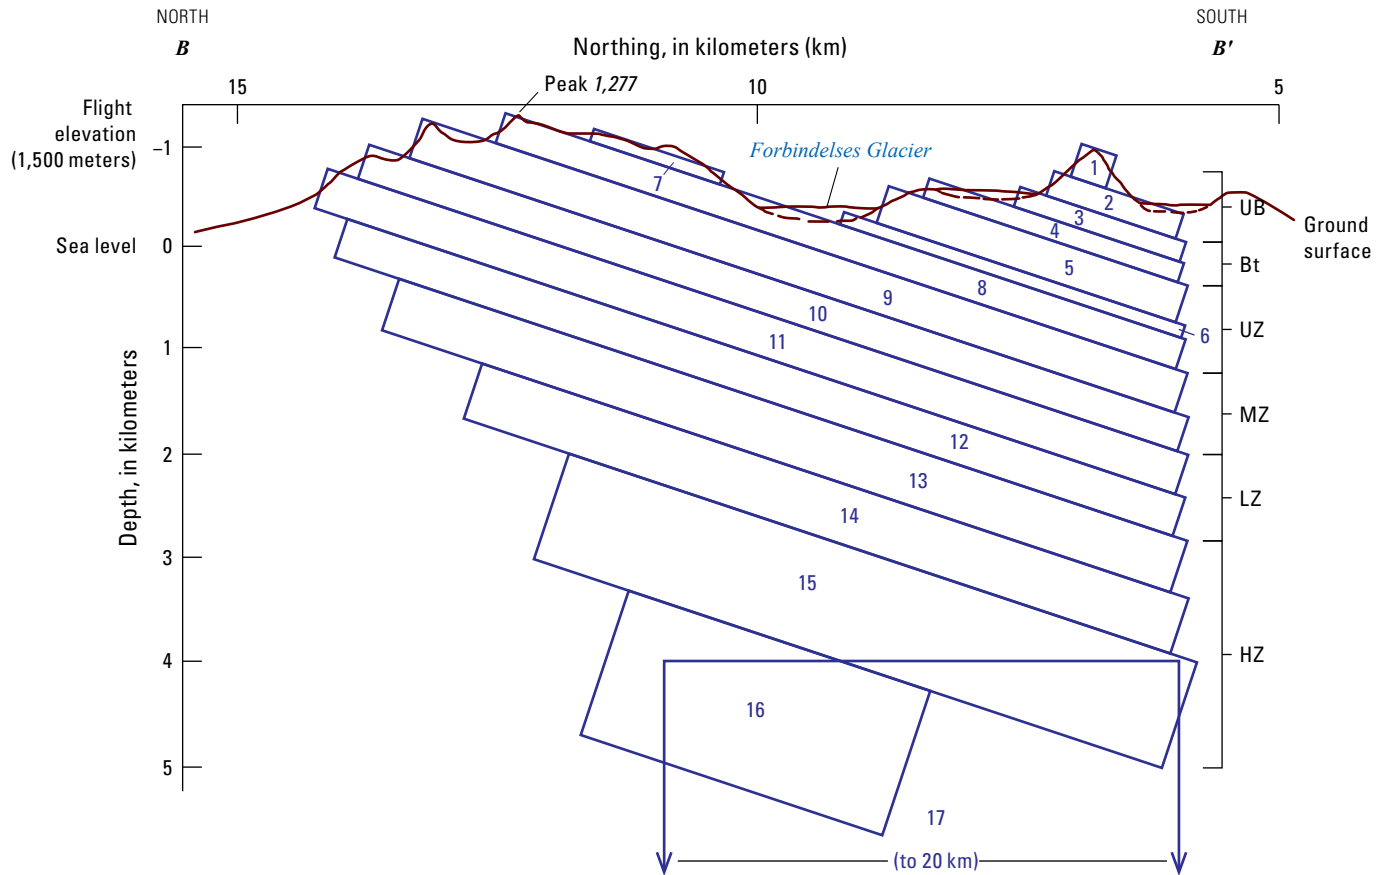 NORTH
SOUTH
B
Northing, in kilometers (km)
B′
15
Peak 1,277
10
5
Flight
elevation
(1,500 meters)
–1
Forbindelses Glacier
1
7
2
UB
3
4
Ground
surface
Sea level
0
Bt
5
8
9
10
6
UZ
11
1
Depth, in kilometers
MZ
12
2
13
LZ
14
3
15
HZ
4
16
5
17
(to 20 km)